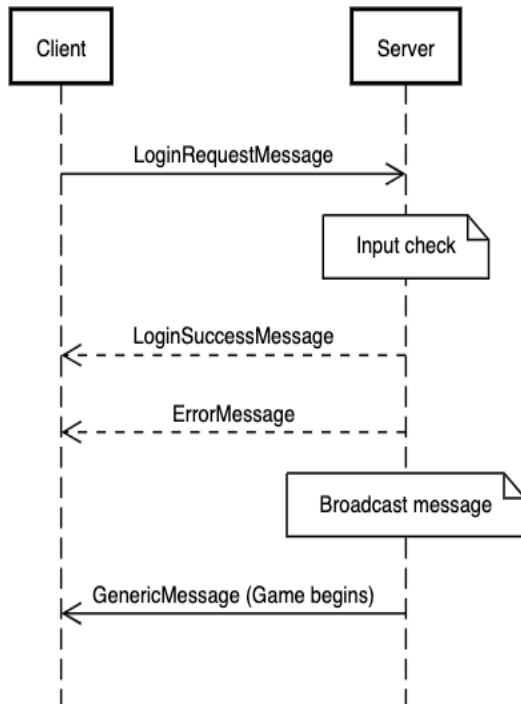 Client
Server
LoginRequestMessage
Input check
LoginSuccessMessage
ErrorMessage
Broadcast message
GenericMessage (Game begins)